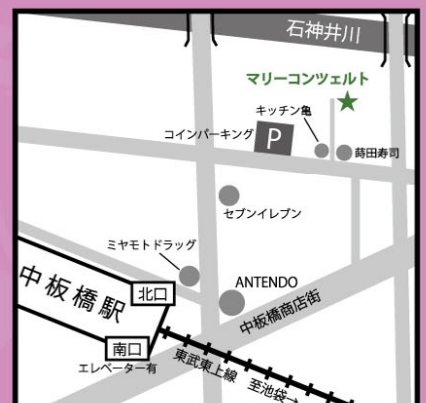 石神井川
マリーコンツェルト
キッチン亀
コインパーキング
P
蒔田寿司
セブンイレブン
ミヤモトドラッグ
ANTENDO
中板橋商店街
中板橋駅
北口
南口
エレベーター有
東武東上線
至池袋→